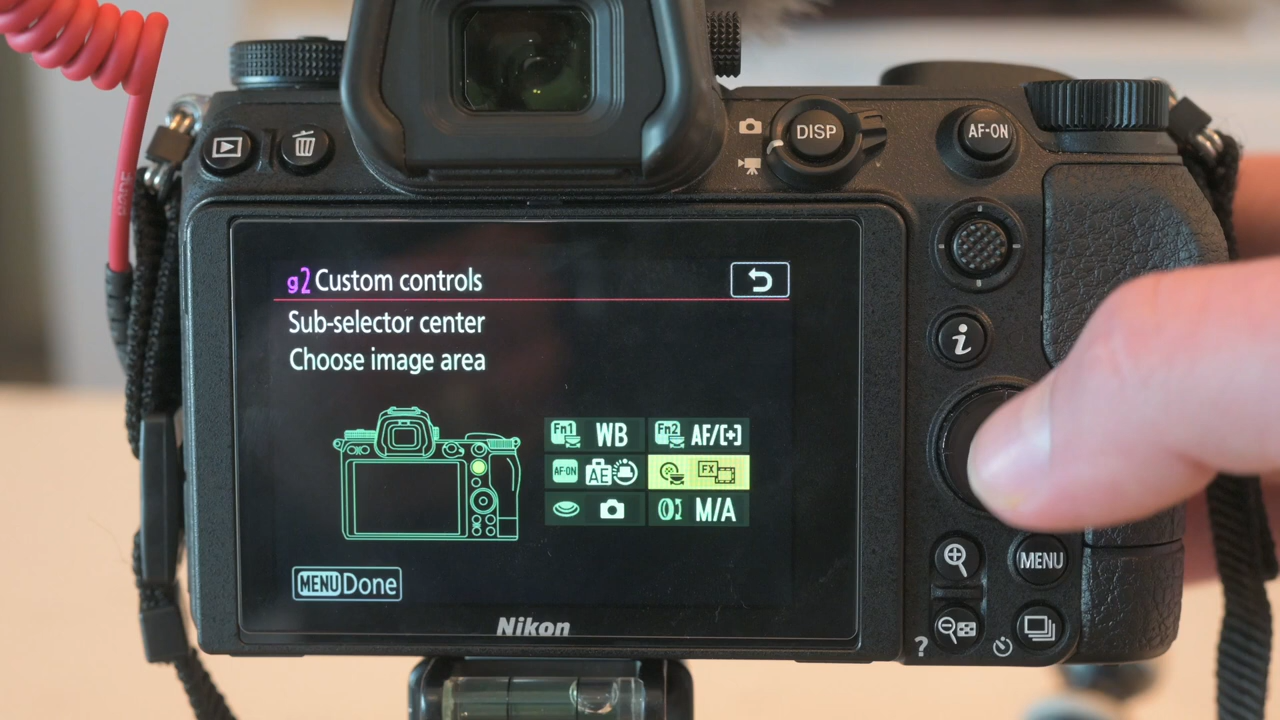 RODE
DISP
AF-ON
g2 Custom controls
Sub-selector center
Choose image area
Fn1 WB
Fn2 AF/[+]
AF-ON AE
FX
M/A
MENU Done
i
MENU
?
Nikon